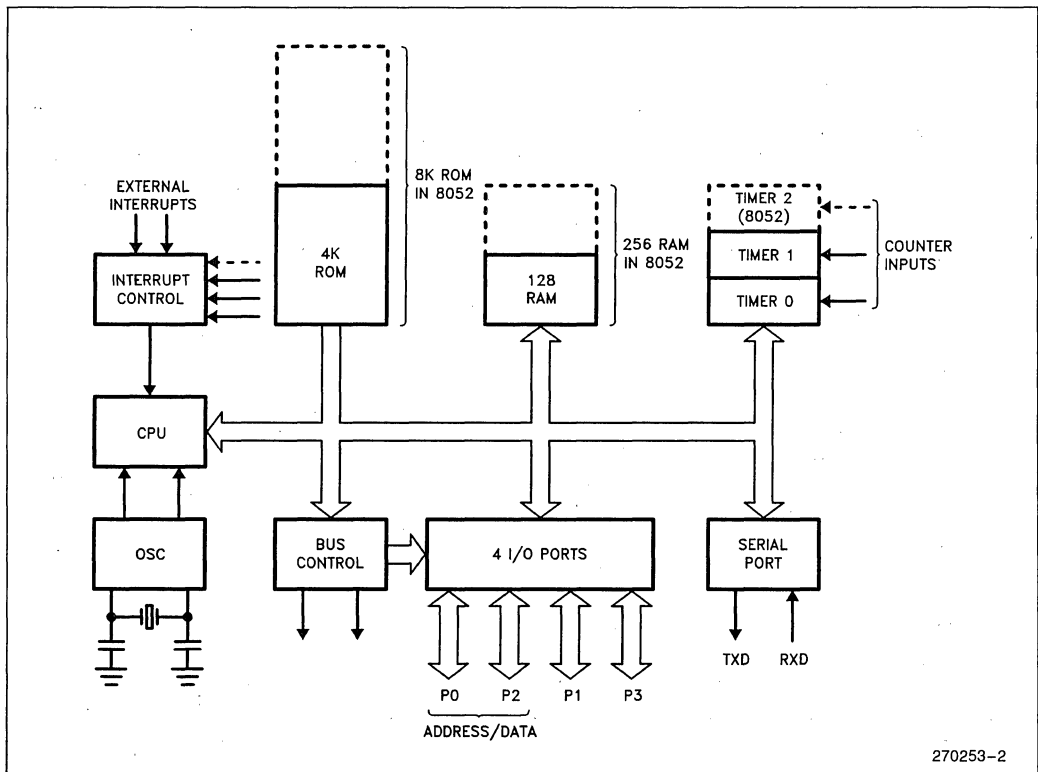 EXTERNAL
INTERRUPTS
INTERRUPT
CONTROL
4K
ROM
8K ROM
IN 8052
128
RAM
256 RAM
IN 8052
TIMER 2
(8052)
TIMER 1
TIMER 0
COUNTER
INPUTS
CPU
OSC
BUS
CONTROL
4 I/O PORTS
SERIAL
PORT
TXD RXD
P0 P2 P1 P3
ADDRESS/DATA
270253-2